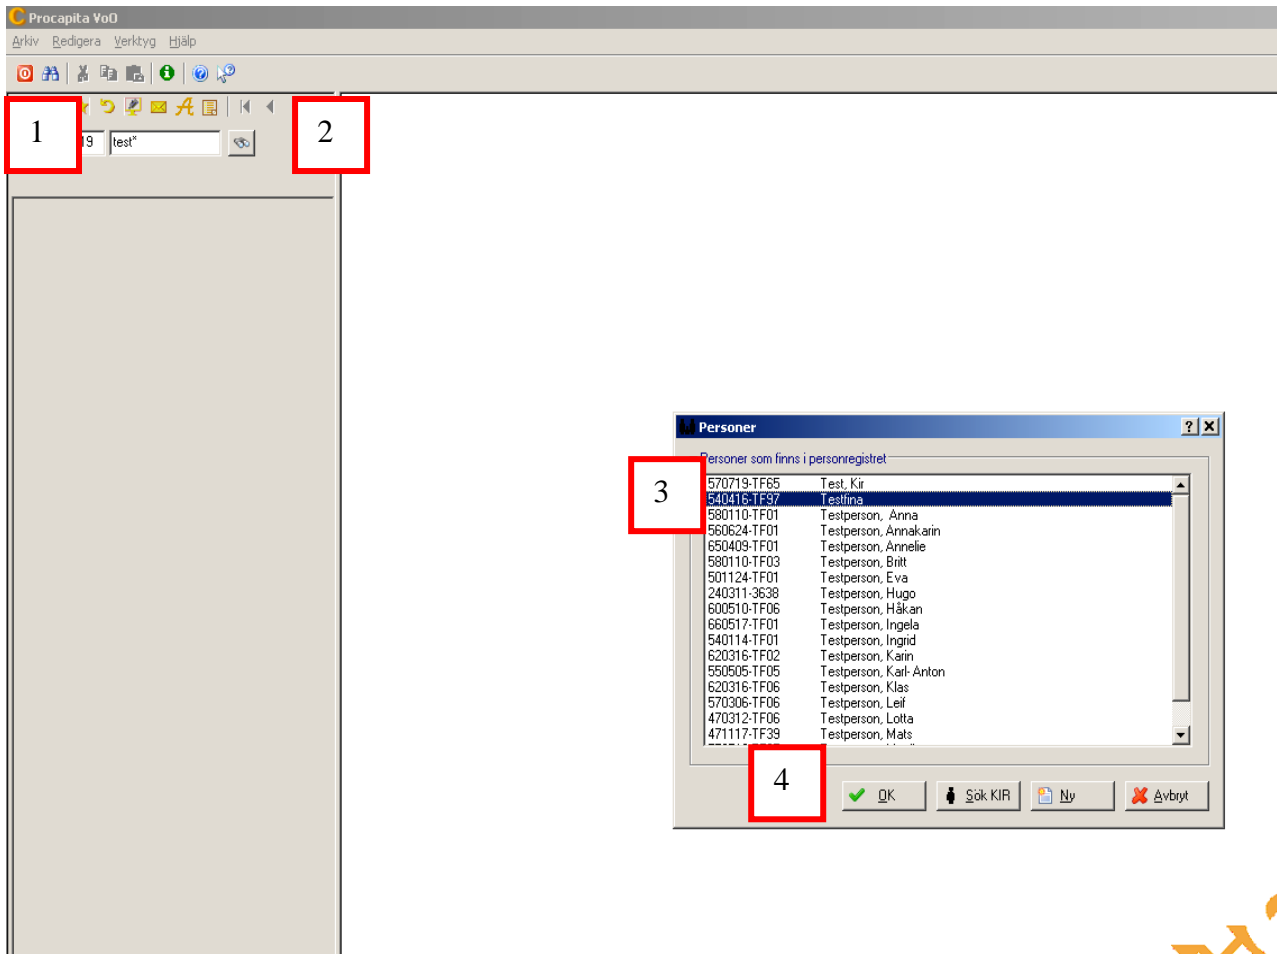 Procapita VoO
Arkiv Redigera Verktyg Hjälp
1
2
19 test*
Personer
Personer som finns i personregistret
3
570719-TF65 Test, Kir
540416-TF97 Testfina
580110-TF01 Testperson, Anna
560624-TF01 Testperson, Annakarin
650409-TF01 Testperson, Annelie
580110-TF03 Testperson, Britt
501124-TF01 Testperson, Eva
240311-3638 Testperson, Hugo
600510-TF06 Testperson, Håkan
660517-TF01 Testperson, Ingela
540114-TF01 Testperson, Ingrid
620316-TF02 Testperson, Karin
550505-TF05 Testperson, Karl-Anton
620316-TF06 Testperson, Klas
570306-TF06 Testperson, Leif
470312-TF06 Testperson, Lotta
471117-TF39 Testperson, Mats
4
OK Sök KIR Ny Avbryt